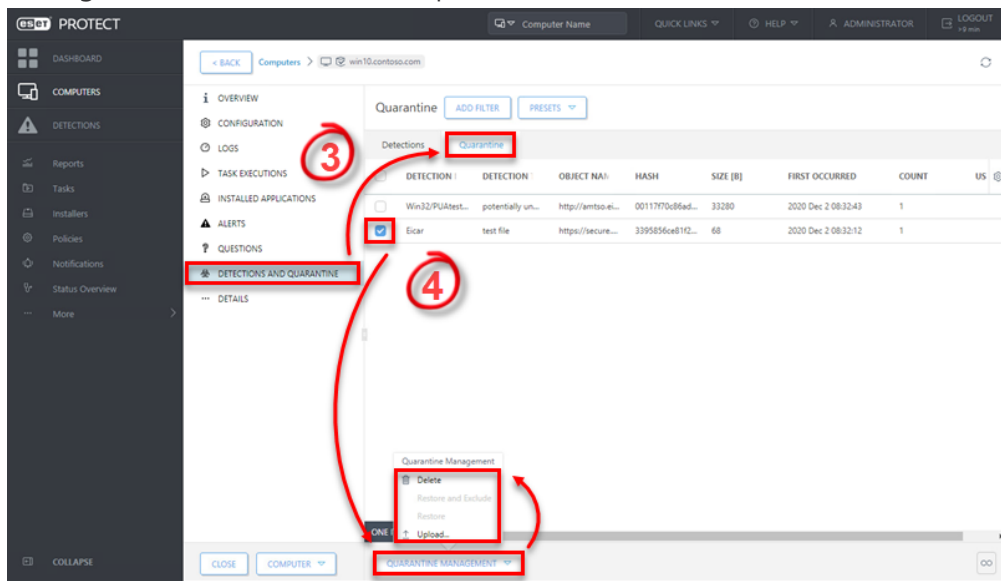 eset PROTECT
Computer Name
QUICK LINKS
HELP
ADMINISTRATOR
LOGOUT
>8 min
DASHBOARD
COMPUTERS
DETECTIONS
Reports
Tasks
Installers
Policies
Notifications
Status Overview
More
COLLAPSE
< BACK
Computers
win10.contoso.com
OVERVIEW
CONFIGURATION
LOGS
TASK EXECUTIONS
INSTALLED APPLICATIONS
ALERTS
QUESTIONS
DETECTIONS AND QUARANTINE
DETAILS
3
4
Quarantine
ADD FILTER
PRESETS
Detections
Quarantine
DETECTION DETECTION OBJECT NAM HASH SIZE [B] FIRST OCCURRED COUNT US
Win32/PUAtest... potentially un... http://amtso.ei... 00117f70c86ad... 33280 2020 Dec 2 08:32:43 1
Eicar test file https://secure... 3395856ce81f2... 68 2020 Dec 2 08:32:12 1
Quarantine Management
Delete
Restore and Exclude
Restore
Upload...
ONE
CLOSE
COMPUTER
QUARANTINE MANAGEMENT